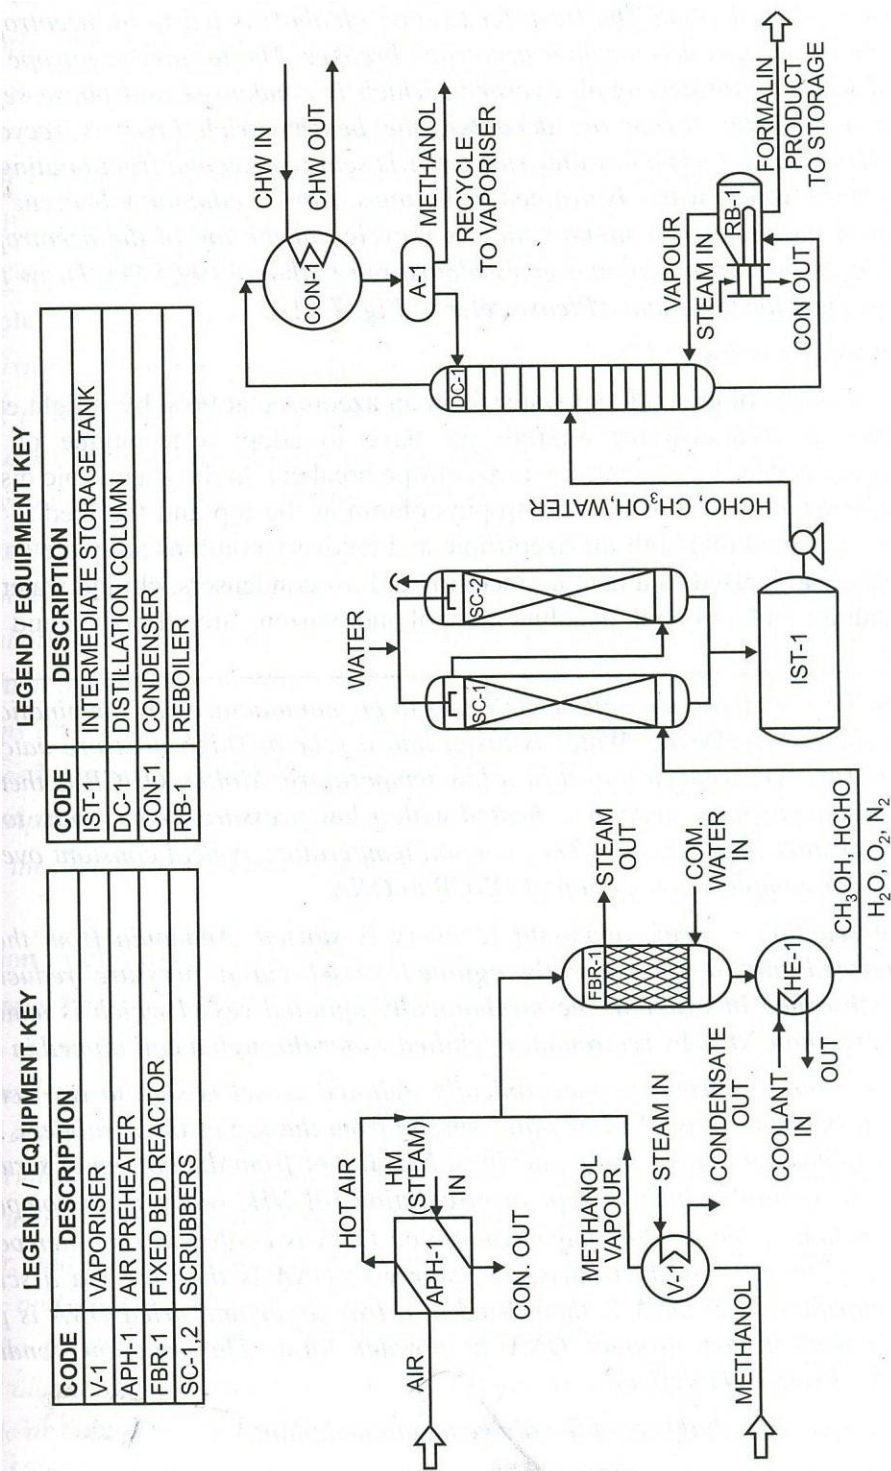 LEGEND / EQUIPMENT KEY
CODE DESCRIPTION
V-1 VAPORISER
APH-1 AIR PREHEATER
FBR-1 FIXED BED REACTOR
SC-1,2 SCRUBBERS
LEGEND EQUIPMENT KEY
CODE DESCRIPTION
IST-1 INTERMEDIATE STORAGE TANK
DC-1 DISTILLATION COLUMN
CON-1 CONDENSER
RB-1 REBOILER
AIR
HOT AIR
HM
(STEAM)
IN
APH-1
CON. OUT
METHANOL
VAPOUR
STEAM IN
V-1
CONDENSATE
OUT
METHANOL
FBR-1
STEAM
OUT
COM.
WATER
IN
COOLANT
IN
HE-1
OUT
CH₃OH, HCHO
H₂O, O₂, N₂
WATER
SC-1
SC-2
IST-1
HCHO, CH₃OH, WATER
CHW IN
CHW OUT
CON-1
A-1
METHANOL
RECYCLE
TO VAPORISER
DC-1
VAPOUR
STEAM IN
RB-1
CON OUT
FORMALIN
PRODUCT
TO STORAGE